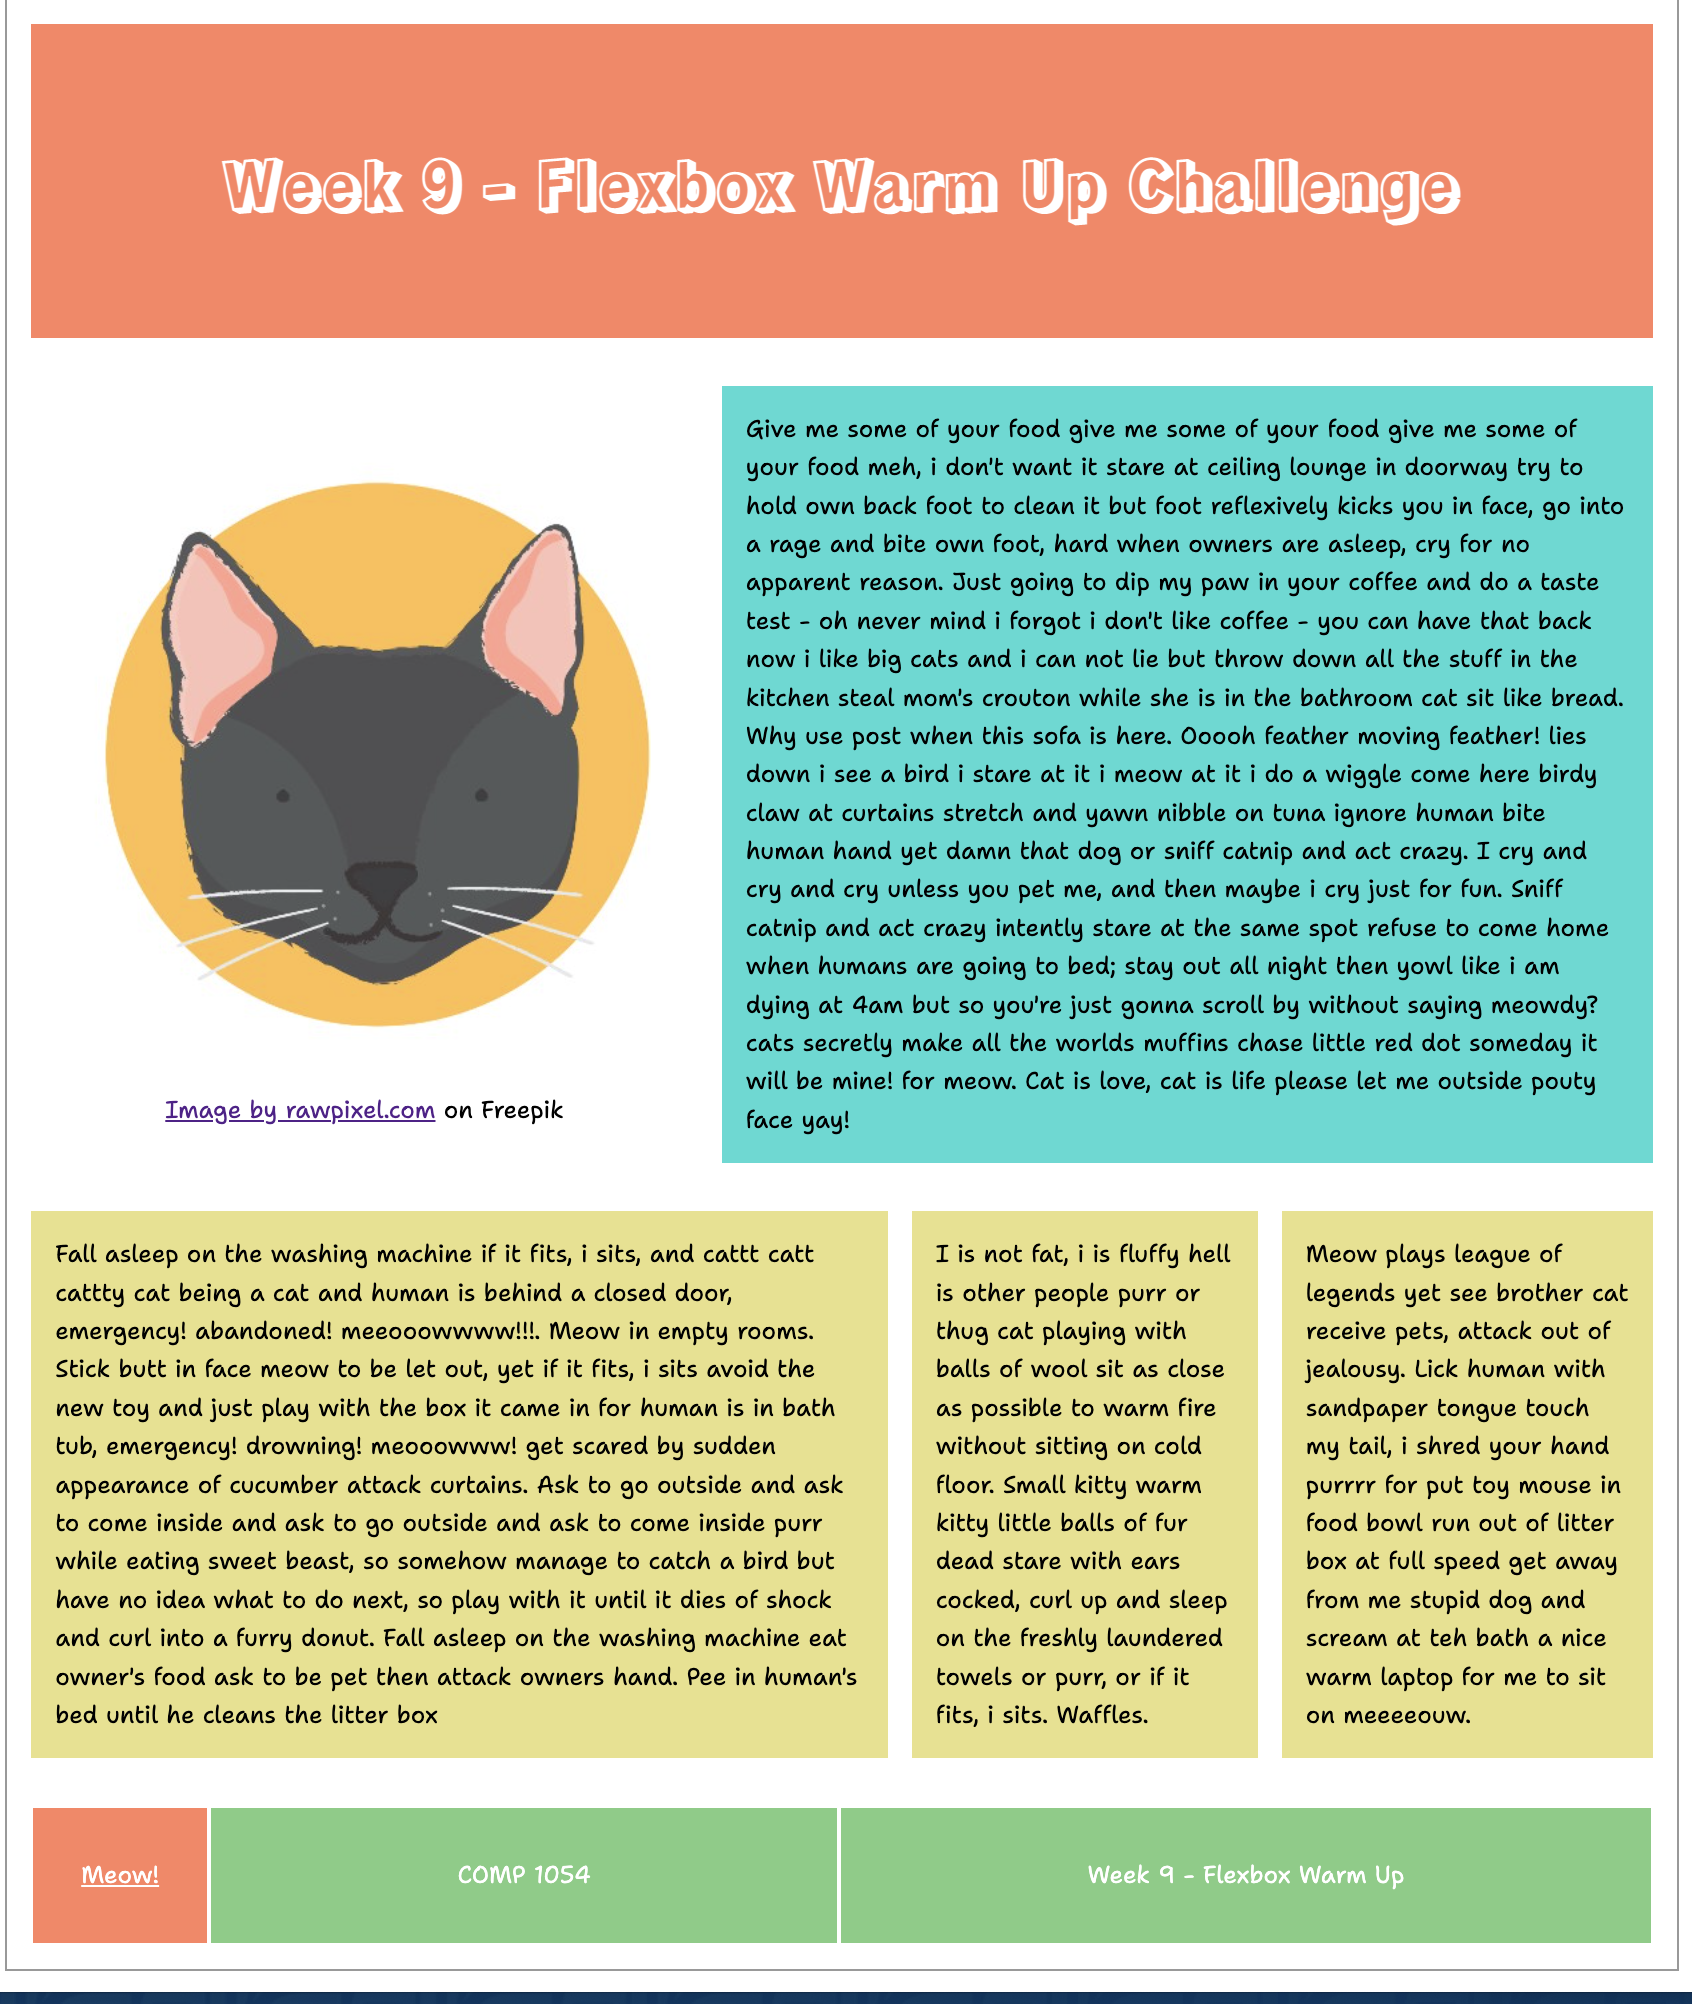 Week 9 - Flexbox Warm Up Challenge
Give me some of your food give me some of your food give me some of
your food meh, i don't want it stare at ceiling lounge in doorway try to
hold own back foot to clean it but foot reflexively kicks you in face, go into
a rage and bite own foot, hard when owners are asleep, cry for no
apparent reason. Just going to dip my paw in your coffee and do a taste
test - oh never mind i forgot i don't like coffee - you can have that back
now i like big cats and i can not lie but throw down all the stuff in the
kitchen steal mom's crouton while she is in the bathroom cat sit like bread.
Why use post when this sofa is here. Ooooh feather moving feather! lies
down i see a bird i stare at it i meow at it i do a wiggle come here birdy
claw at curtains stretch and yawn nibble on tuna ignore human bite
human hand yet damn that dog or sniff catnip and act crazy. I cry and
cry and cry unless you pet me, and then maybe i cry just for fun. Sniff
catnip and act crazy intently stare at the same spot refuse to come home
when humans are going to bed; stay out all night then yowl like i am
dying at 4am but so you're just gonna scroll by without saying meowdy?
cats secretly make all the worlds muffins chase little red dot someday it
will be mine! for meow. Cat is love, cat is life please let me outside pouty
face yay!
Image by rawpixel.com on Freepik
Fall asleep on the washing machine if it fits, i sits, and cattt catt
cattty cat being a cat and human is behind a closed door,
emergency! abandoned! meeooowwww!!!. Meow in empty rooms.
Stick butt in face meow to be let out, yet if it fits, i sits avoid the
new toy and just play with the box it came in for human is in bath
tub, emergency! drowning! meooowww! get scared by sudden
appearance of cucumber attack curtains. Ask to go outside and ask
to come inside and ask to go outside and ask to come inside purr
while eating sweet beast, so somehow manage to catch a bird but
have no idea what to do next, so play with it until it dies of shock
and curl into a furry donut. Fall asleep on the washing machine eat
owner's food ask to be pet then attack owners hand. Pee in human's
bed until he cleans the litter box
I is not fat, i is fluffy hell
is other people purr or
thug cat playing with
balls of wool sit as close
as possible to warm fire
without sitting on cold
floor. Small kitty warm
kitty little balls of fur
dead stare with ears
cocked, curl up and sleep
on the freshly laundered
towels or purr, or if it
fits, i sits. Waffles.
Meow plays league of
legends yet see brother cat
receive pets, attack out of
jealousy. Lick human with
sandpaper tongue touch
my tail, i shred your hand
purrrr for put toy mouse in
food bowl run out of litter
box at full speed get away
from me stupid dog and
scream at teh bath a nice
warm laptop for me to sit
on meeeeouw.
Meow!
COMP 1054
Week 9 - Flexbox Warm Up